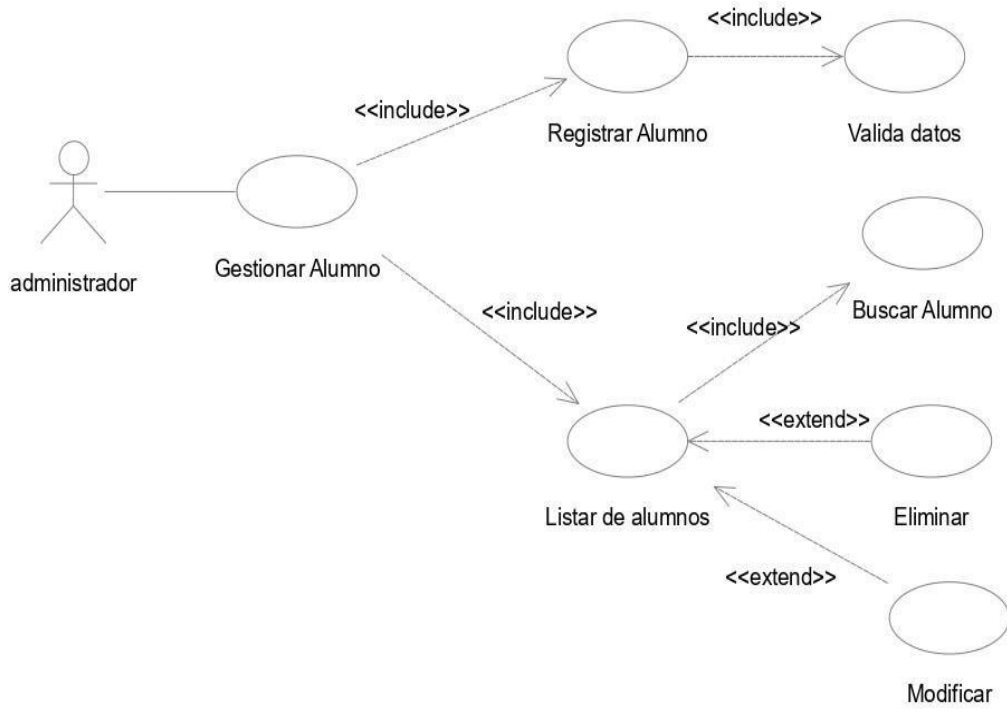 <<include>>
<<include>>
Registrar Alumno
Valida datos
administrador
Gestionar Alumno
<<include>>
<<include>>
Buscar Alumno
<<extend>>
Listar de alumnos
Eliminar
<<extend>>
Modificar